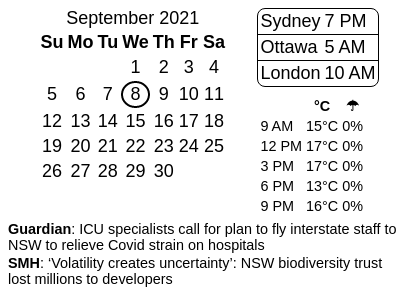 September 2021
Su Mo Tu We Th Fr Sa
1 2 3 4
5 6 7 8 9 10 11
12 13 14 15 16 17 18
19 20 21 22 23 24 25
26 27 28 29 30
Sydney 7 PM
Ottawa 5 AM
London 10 AM
°C ☂
9 AM 15°C 0%
12 PM 17°C 0%
3 PM 17°C 0%
6 PM 13°C 0%
9 PM 16°C 0%
Guardian: ICU specialists call for plan to fly interstate staff to
NSW to relieve Covid strain on hospitals
SMH: ‘Volatility creates uncertainty’: NSW biodiversity trust
lost millions to developers